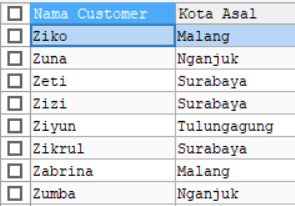 Nama Customer Kota Asal
Ziko Malang
Zuna Nganjuk
Zeti Surabaya
Zizi Surabaya
Ziyun Tulungagung
Zikrul Surabaya
Zabrina Malang
Zumba Nganjuk